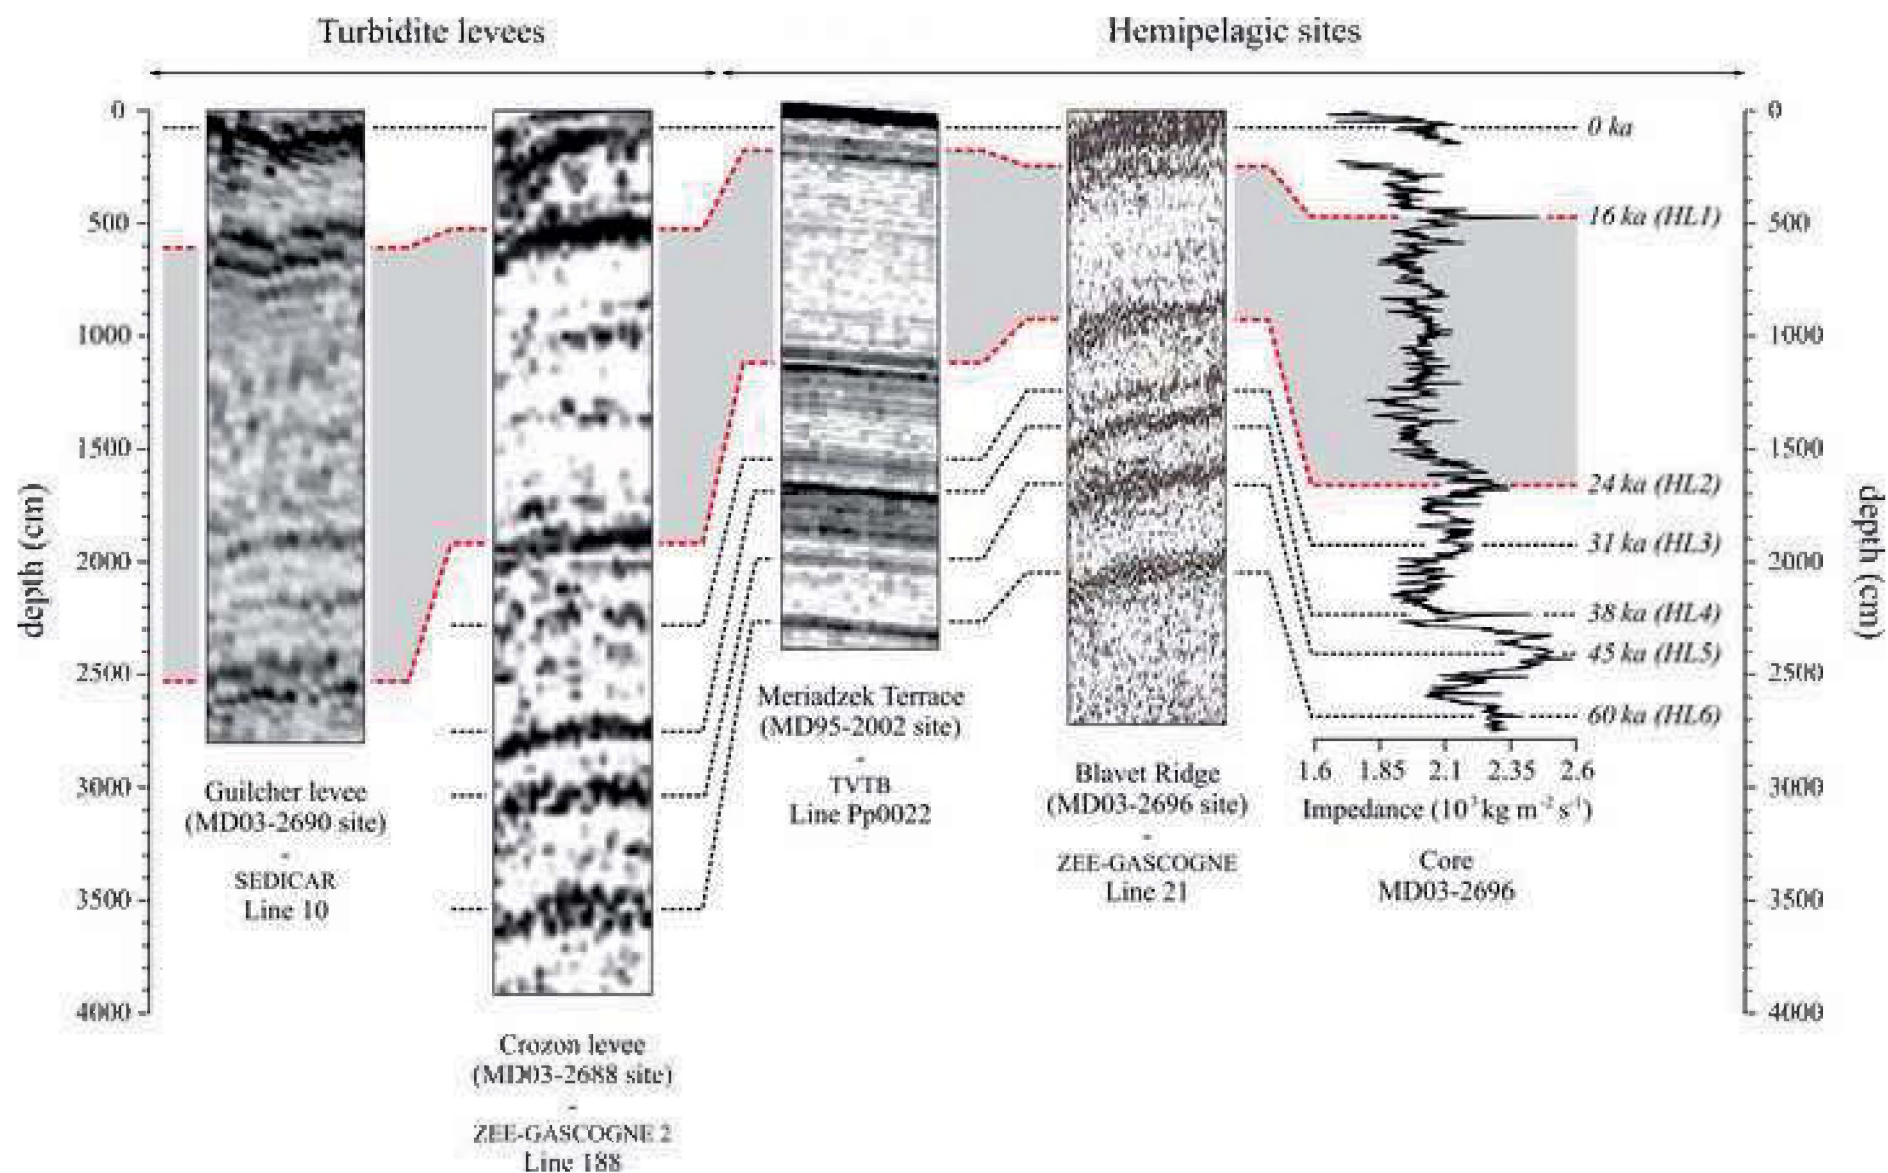 Turbidite levees
Hemipelagic sites
0
500
1000
1500
2000
2500
3000
3500
4000
depth (cm)
Guilcher levee
(MD03-2690 site)
-
SEDICAR
Line 10
Crozon levee
(MD03-2688 site)
-
ZEE-GASCOGNE 2
Line 188
Meriadzek Terrace
(MD95-2002 site)
-
TVTB
Line Pp0022
Blavet Ridge
(MD03-2696 site)
-
ZEE-GASCOGNE
Line 21
0 ka
16 ka (HL1)
24 ka (HL2)
31 ka (HL3)
38 ka (HL4)
45 ka (HL5)
60 ka (HL6)
1.6 1.85 2.1 2.35 2.6
Impedance (10³ kg m⁻² s⁻¹)
Core
MD03-2696
0
500
1000
1500
2000
2500
3000
3500
4000
depth (cm)